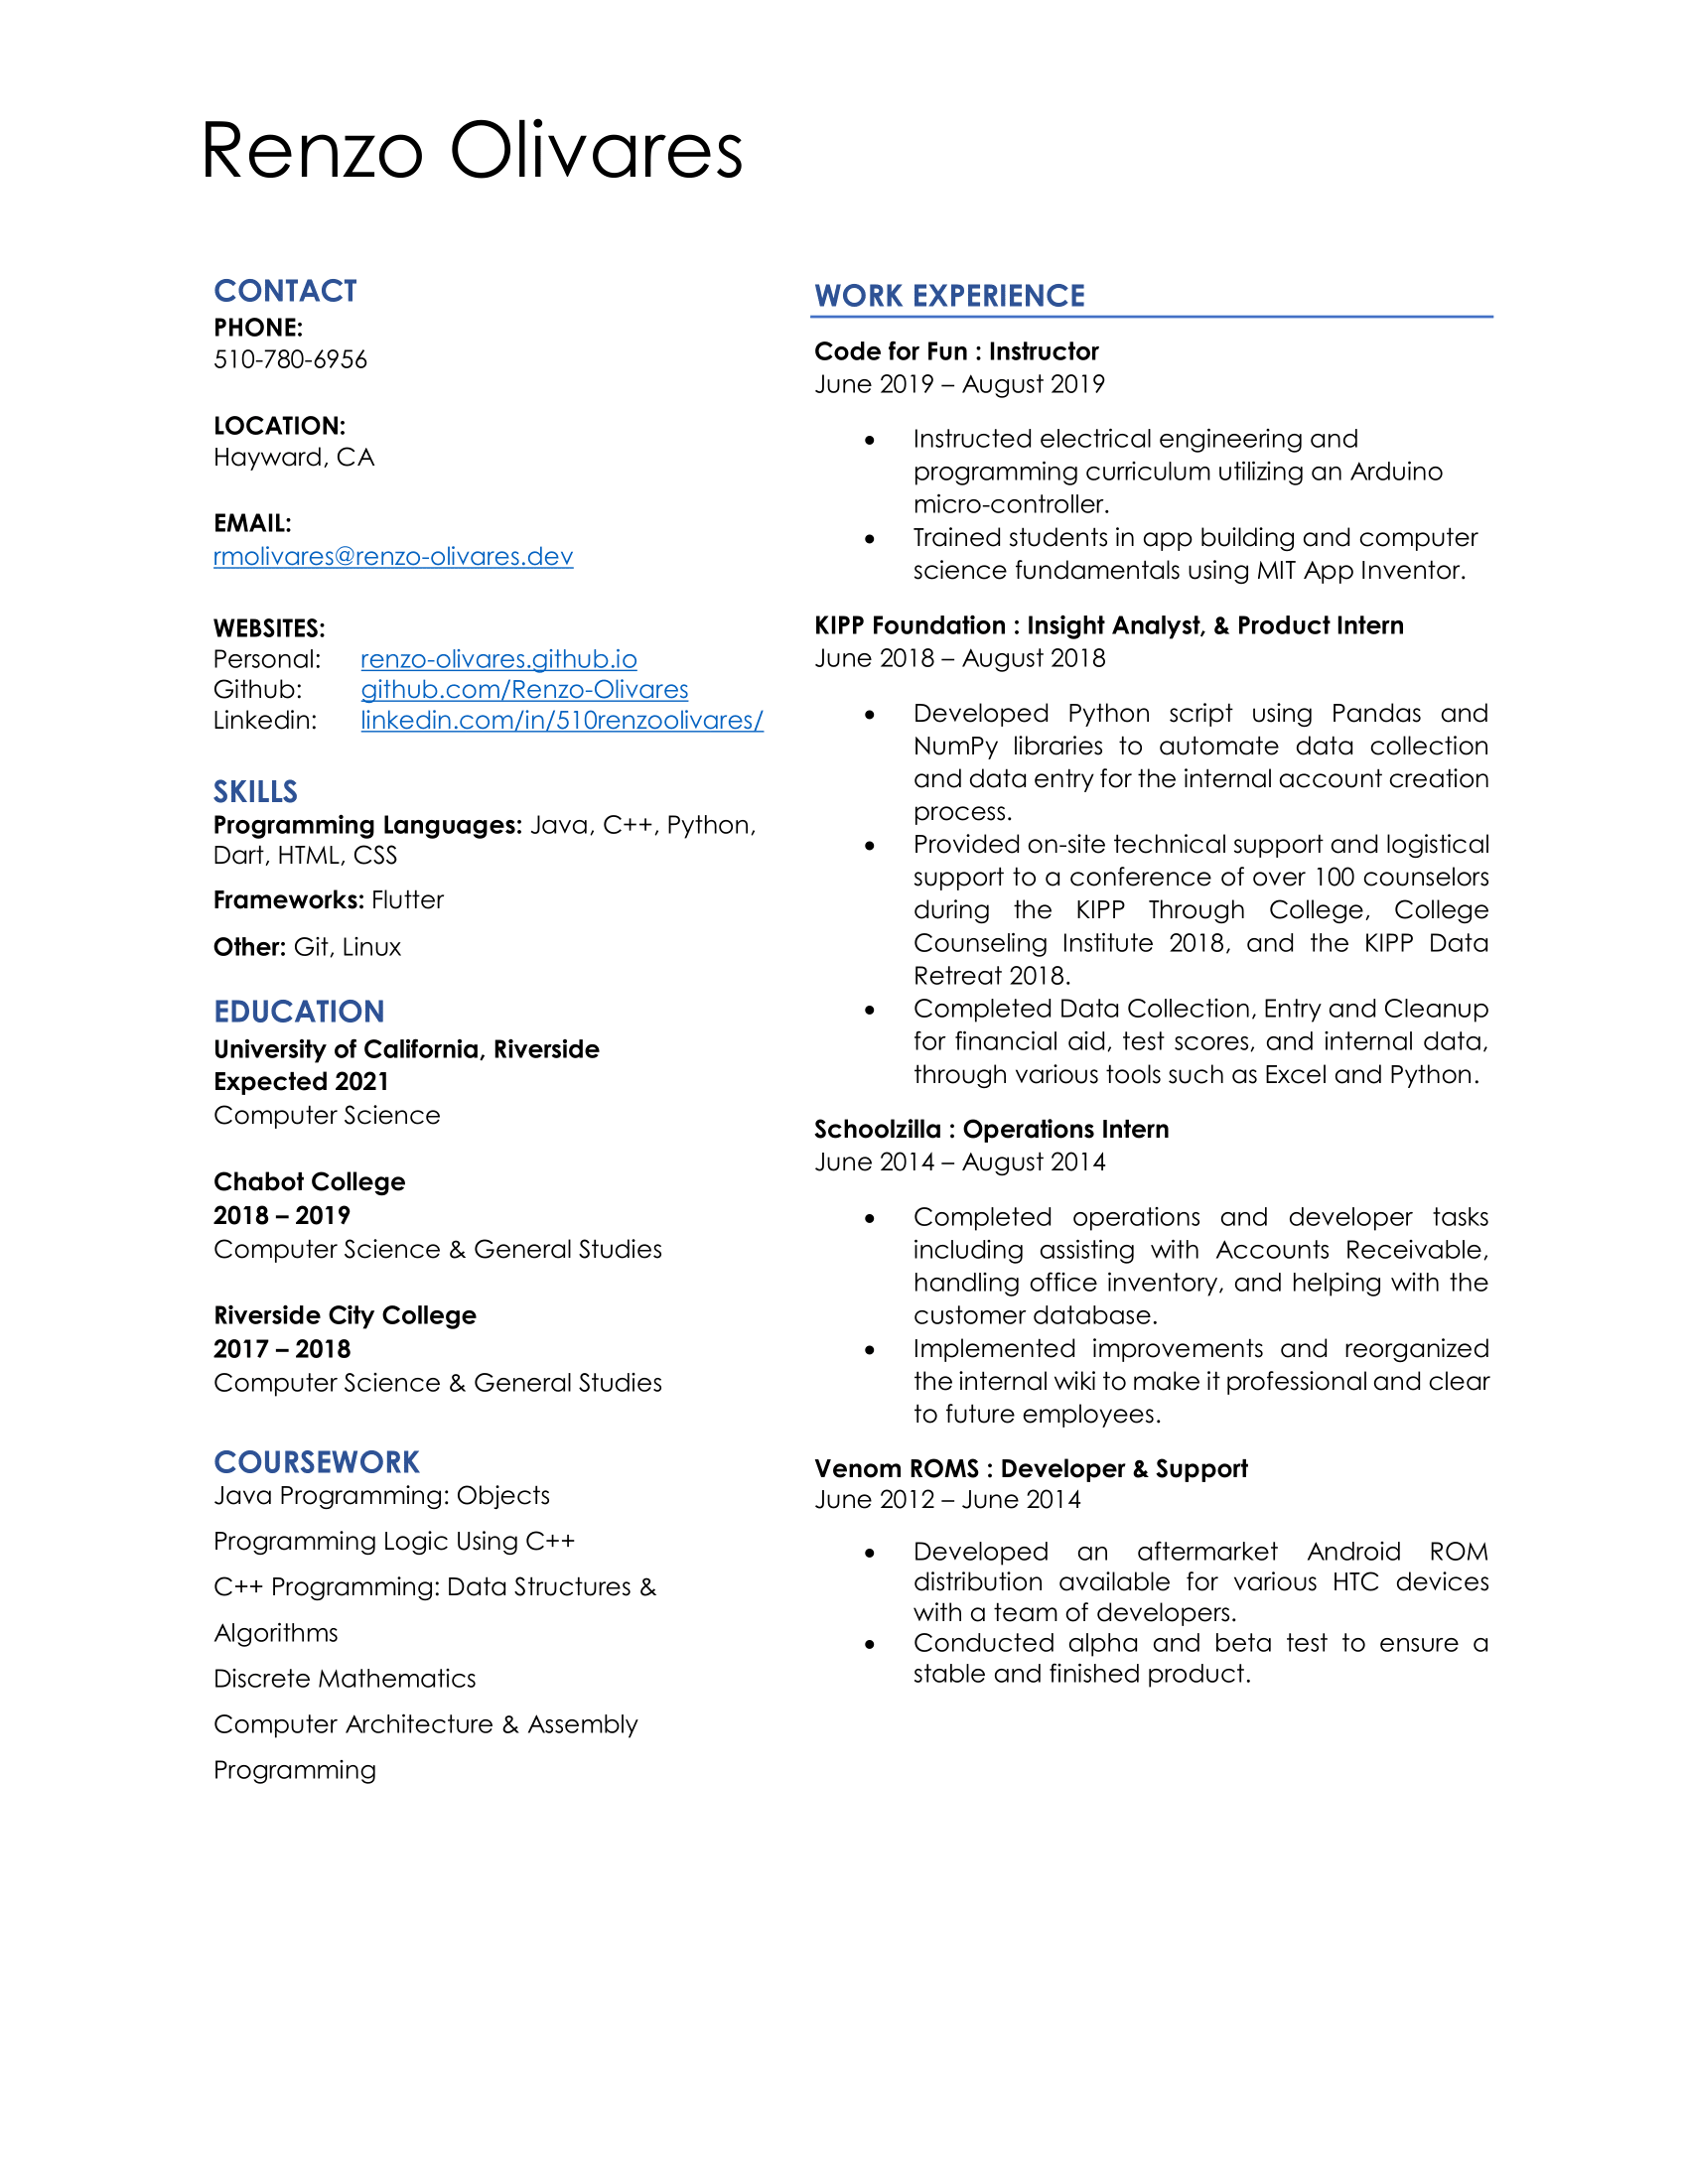 Renzo Olivares
CONTACT
PHONE:
510-780-6956
LOCATION:
Hayward, CA
EMAIL:
rmolivares@renzo-olivares.dev
WEBSITES:
Personal: renzo-olivares.github.io
Github: github.com/Renzo-Olivares
Linkedin: linkedin.com/in/510renzoolivares/
SKILLS
Programming Languages: Java, C++, Python,
Dart, HTML, CSS
Frameworks: Flutter
Other: Git, Linux
EDUCATION
University of California, Riverside
Expected 2021
Computer Science
Chabot College
2018 – 2019
Computer Science & General Studies
Riverside City College
2017 – 2018
Computer Science & General Studies
COURSEWORK
Java Programming: Objects
Programming Logic Using C++
C++ Programming: Data Structures &
Algorithms
Discrete Mathematics
Computer Architecture & Assembly
Programming
WORK EXPERIENCE
Code for Fun : Instructor
June 2019 – August 2019
• Instructed electrical engineering and
programming curriculum utilizing an Arduino
micro-controller.
• Trained students in app building and computer
science fundamentals using MIT App Inventor.
KIPP Foundation : Insight Analyst, & Product Intern
June 2018 – August 2018
• Developed Python script using Pandas and
NumPy libraries to automate data collection
and data entry for the internal account creation
process.
• Provided on-site technical support and logistical
support to a conference of over 100 counselors
during the KIPP Through College, College
Counseling Institute 2018, and the KIPP Data
Retreat 2018.
• Completed Data Collection, Entry and Cleanup
for financial aid, test scores, and internal data,
through various tools such as Excel and Python.
Schoolzilla : Operations Intern
June 2014 – August 2014
• Completed operations and developer tasks
including assisting with Accounts Receivable,
handling office inventory, and helping with the
customer database.
• Implemented improvements and reorganized
the internal wiki to make it professional and clear
to future employees.
Venom ROMS : Developer & Support
June 2012 – June 2014
• Developed an aftermarket Android ROM
distribution available for various HTC devices
with a team of developers.
• Conducted alpha and beta test to ensure a
stable and finished product.